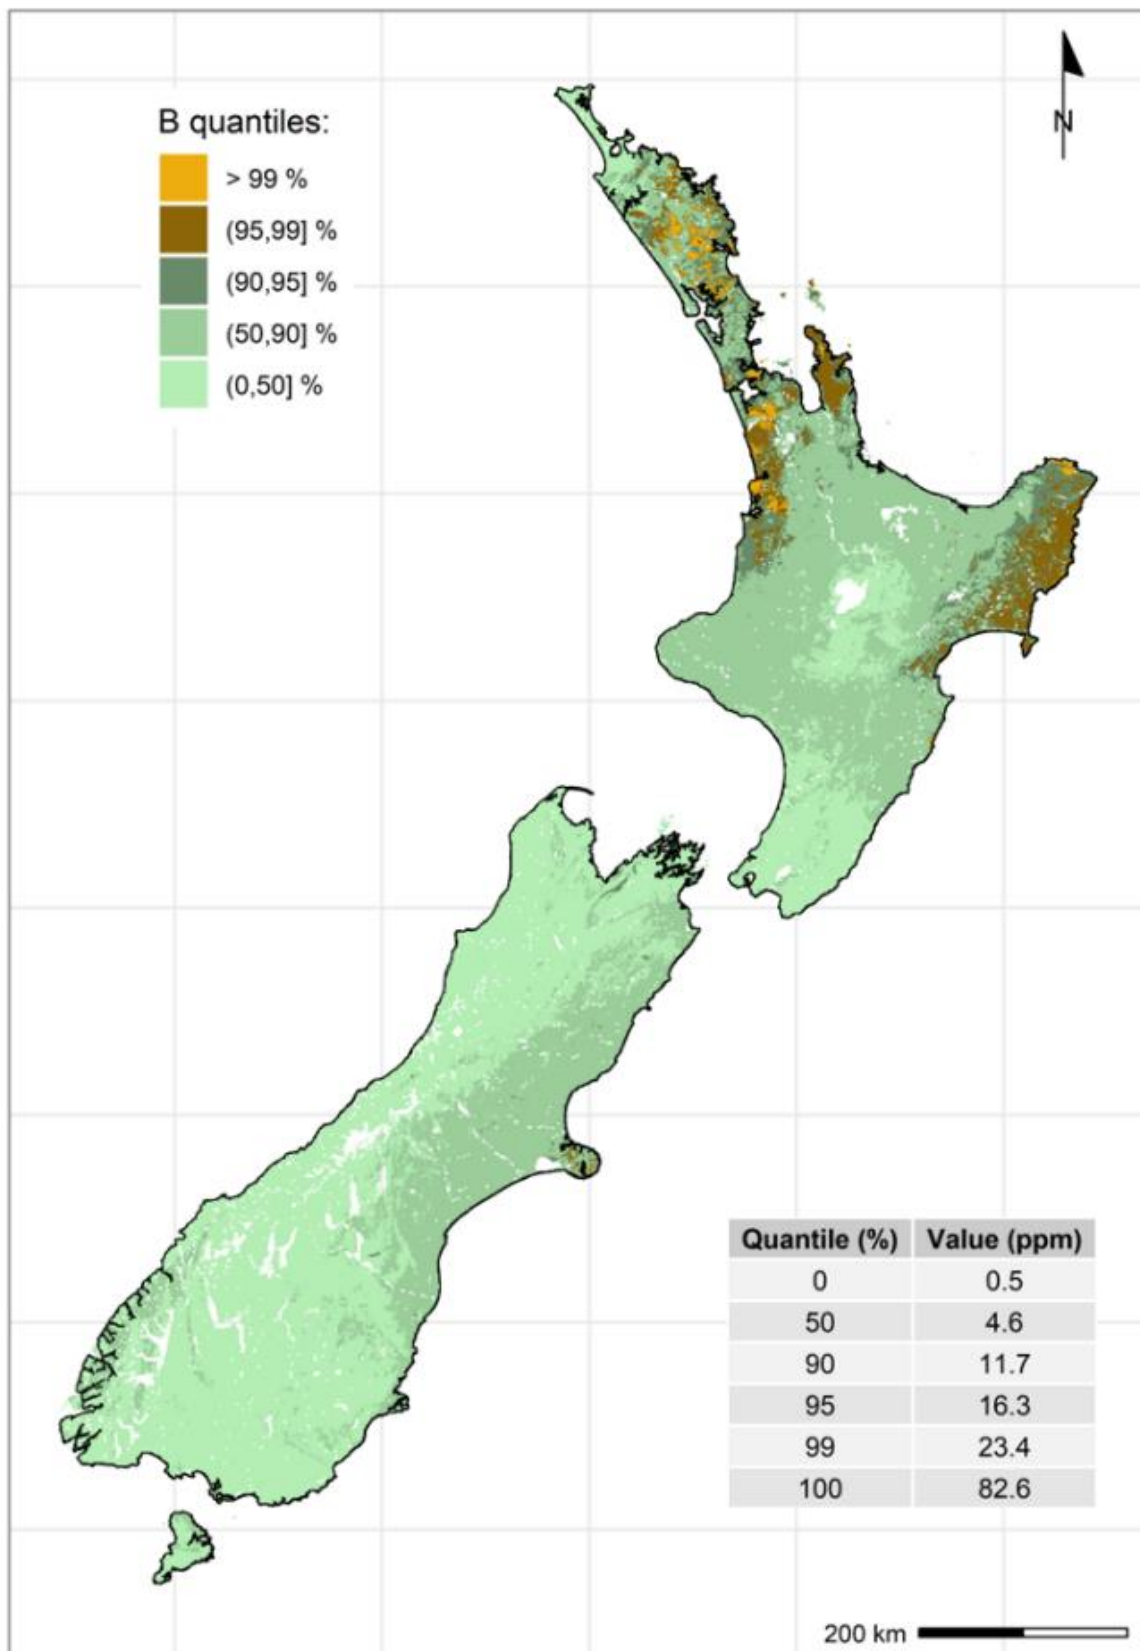 N
B quantiles:
> 99 %
(95,99] %
(90,95] %
(50,90] %
(0,50] %
Quantile (%) Value (ppm)
0 0.5
50 4.6
90 11.7
95 16.3
99 23.4
100 82.6
200 km